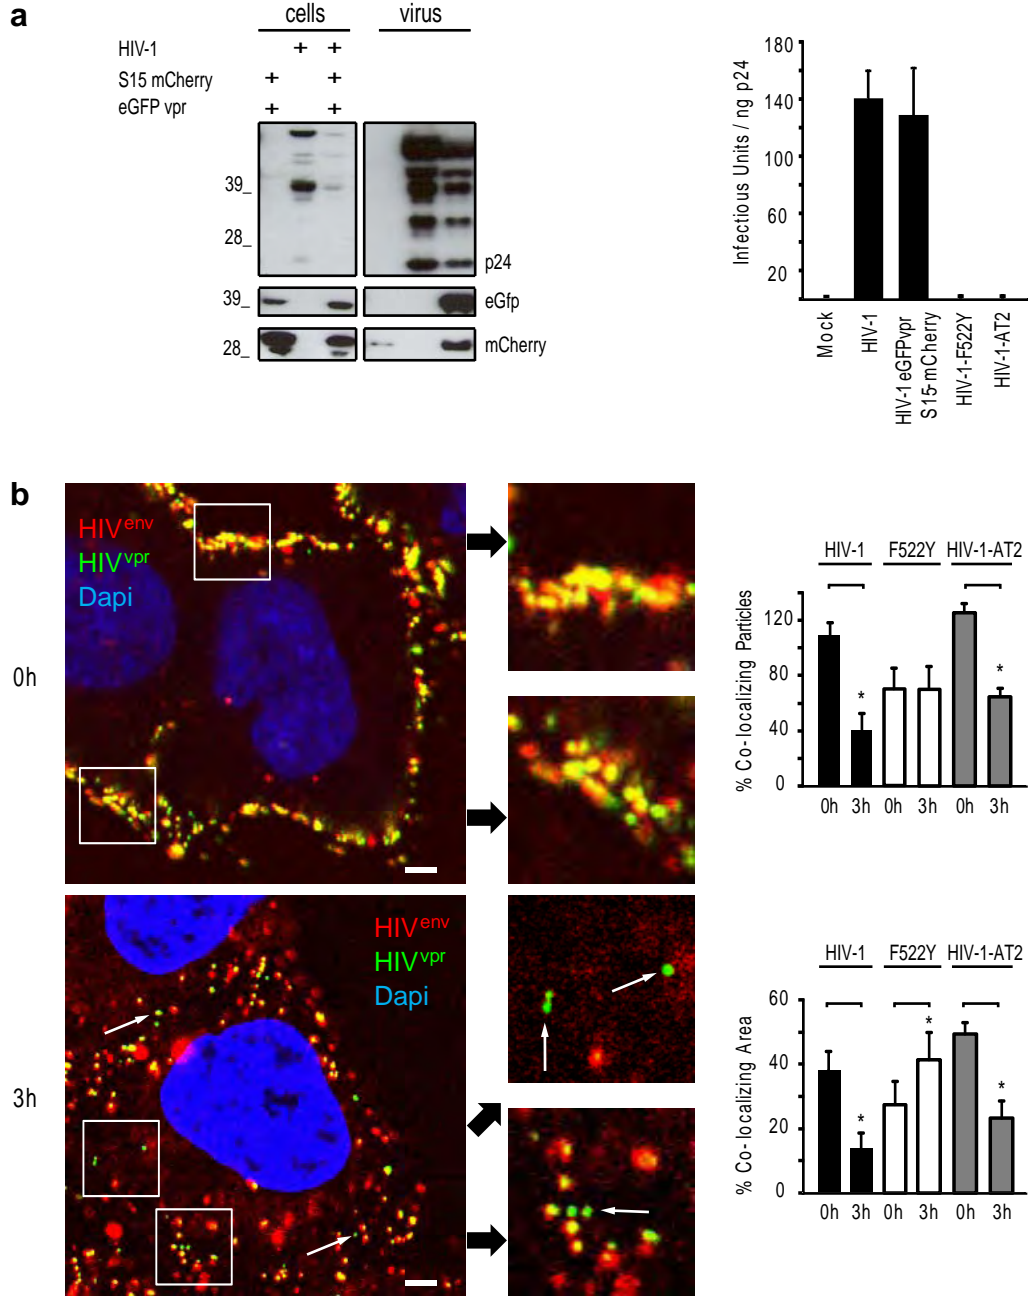 a
cells virus
HIV-1 + +
S15 mCherry + +
eGFP vpr + +
39_
28_
p24
39_ eGfp
28_ mCherry
Infectious Units / ng p24
180
140
100
60
20
Mock
HIV-1
HIV-1 eGFPvpr
S15-mCherry
HIV-1-F522Y
HIV-1-AT2
b
0h
HIVenv
HIVvpr
Dapi
3h
HIVenv
HIVvpr
Dapi
HIV-1 F522Y HIV-1-AT2
% Co-localizing Particles
120
80
40
0
* *
0h 3h 0h 3h 0h 3h
HIV-1 F522Y HIV-1-AT2
% Co-localizing Area
60
40
20
0
* * *
0h 3h 0h 3h 0h 3h